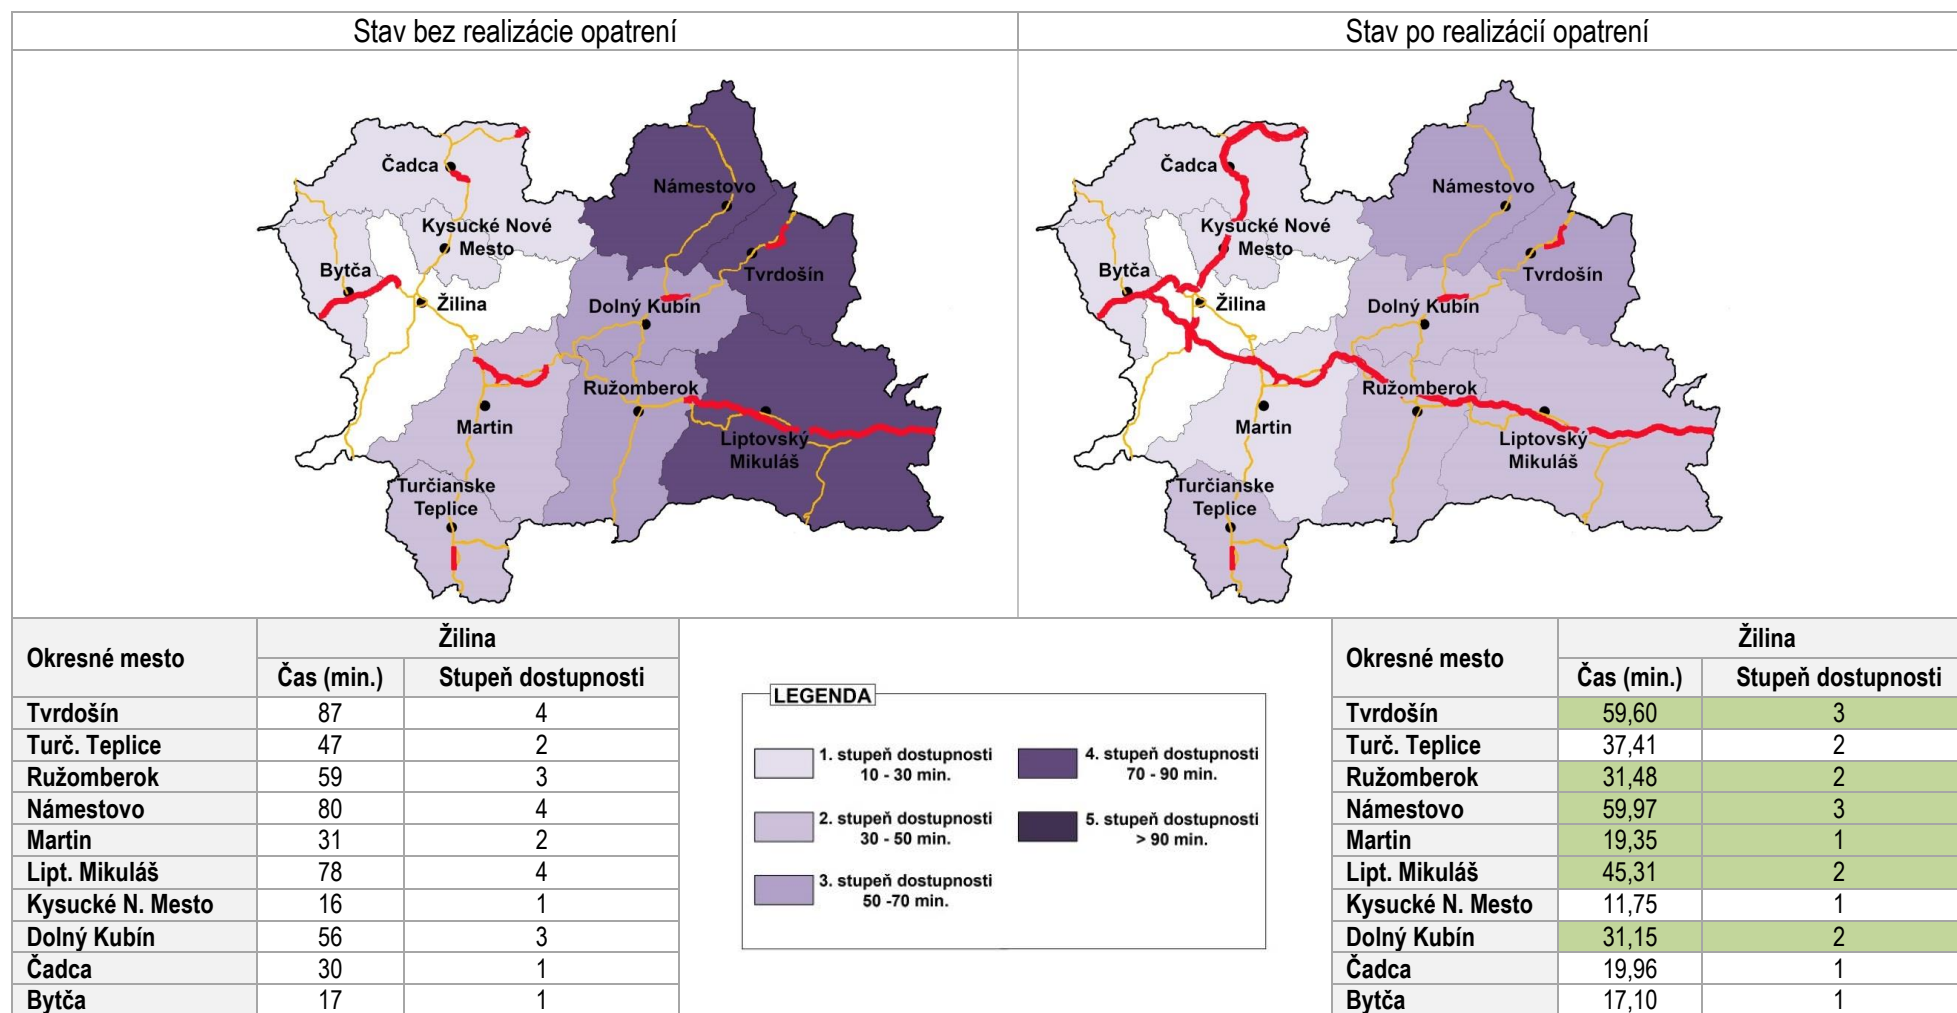 Stav bez realizácie opatrení
Stav po realizácií opatrení
Čadca
Námestovo
Kysucké Nové
Mesto
Bytča
Tvrdošín
Žilina
Dolný Kubín
Ružomberok
Martin
Liptovský
Mikuláš
Turčianske
Teplice
Čadca
Námestovo
Kysucké Nové
Mesto
Bytča
Tvrdošín
Žilina
Dolný Kubín
Ružomberok
Martin
Liptovský
Mikuláš
Turčianske
Teplice
Okresné mesto Žilina
Čas (min.) Stupeň dostupnosti
Tvrdošín 87 4
Turč. Teplice 47 2
Ružomberok 59 3
Námestovo 80 4
Martin 31 2
Lipt. Mikuláš 78 4
Kysucké N. Mesto 16 1
Dolný Kubín 56 3
Čadca 30 1
Bytča 17 1
LEGENDA
1. stupeň dostupnosti
10 - 30 min.
2. stupeň dostupnosti
30 - 50 min.
3. stupeň dostupnosti
50 -70 min.
4. stupeň dostupnosti
70 - 90 min.
5. stupeň dostupnosti
> 90 min.
Okresné mesto Žilina
Čas (min.) Stupeň dostupnosti
Tvrdošín 59,60 3
Turč. Teplice 37,41 2
Ružomberok 31,48 2
Námestovo 59,97 3
Martin 19,35 1
Lipt. Mikuláš 45,31 2
Kysucké N. Mesto 11,75 1
Dolný Kubín 31,15 2
Čadca 19,96 1
Bytča 17,10 1